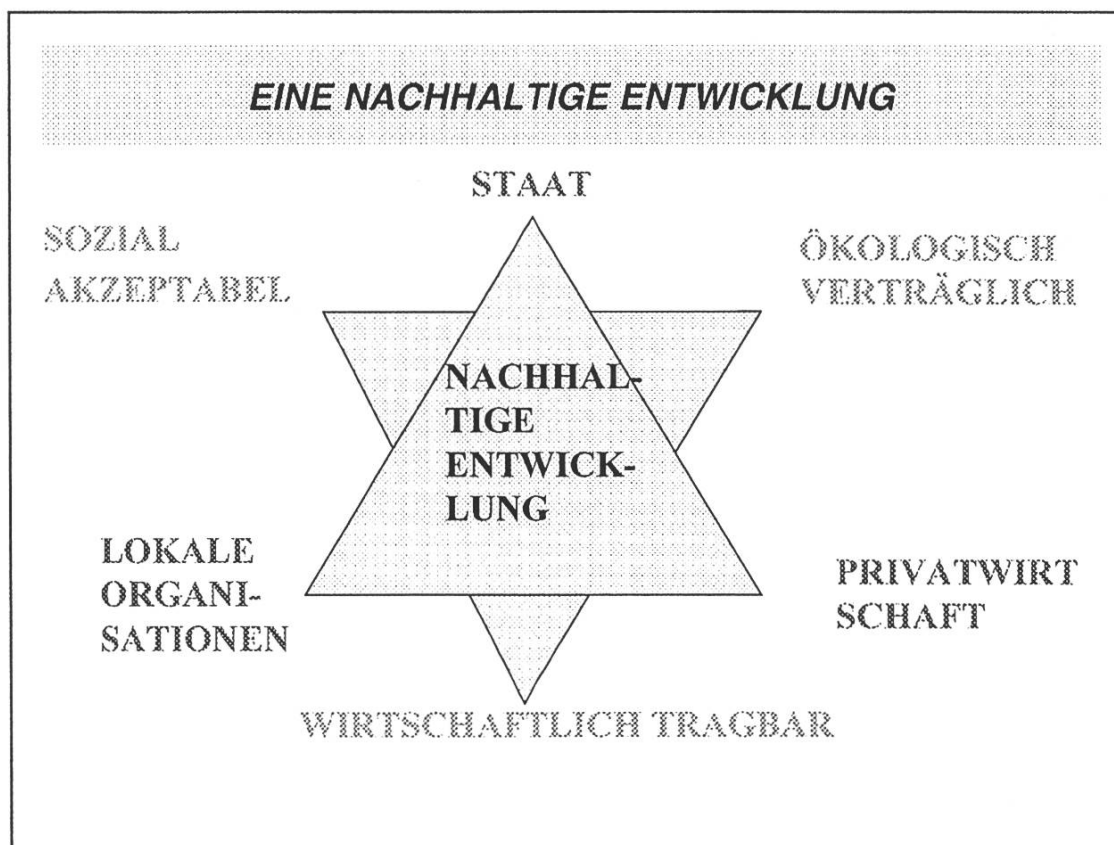 EINE NACHHALTIGE ENTWICKLUNG
STAAT
SOZIAL
AKZEPTABEL
ÖKOLOGISCH
VERTRÄGLICH
NACHHAL-
TIGE
ENTWICK-
LUNG
LOKALE
ORGANI-
SATIONEN
PRIVATWIRT
SCHAFT
WIRTSCHAFTLICH TRAGBAR